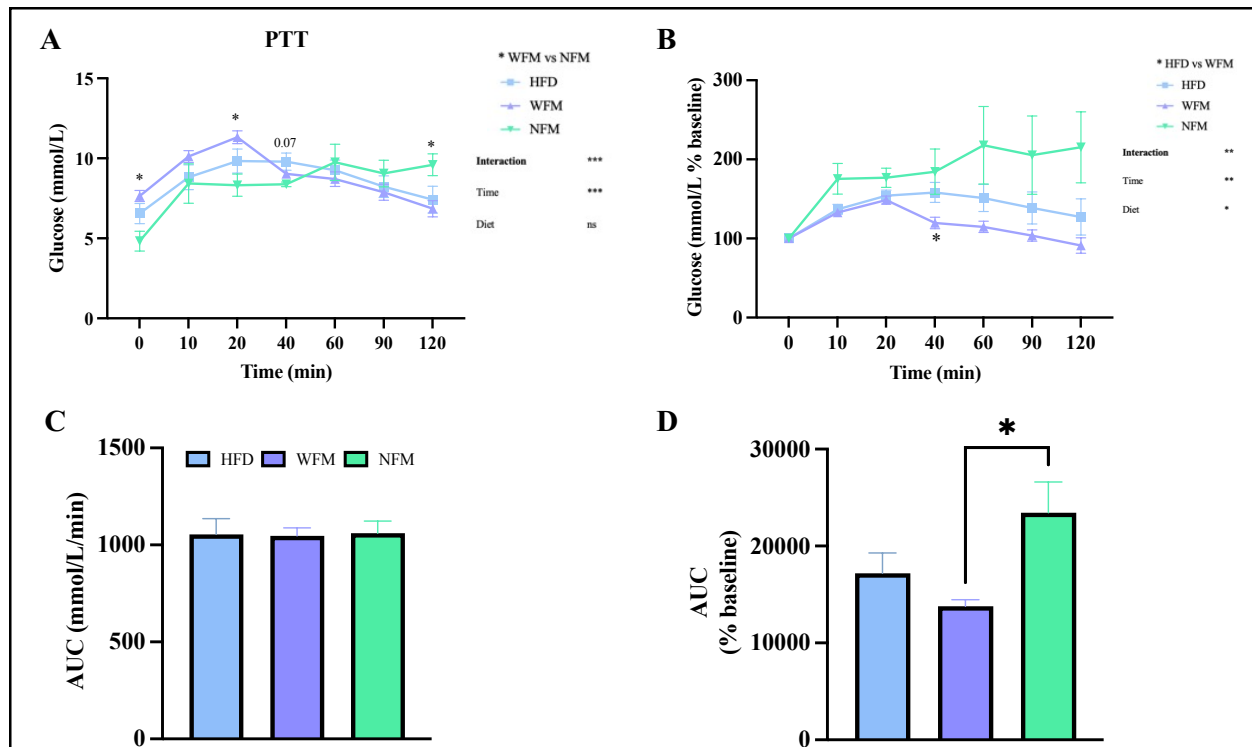 A
PTT
* WFM vs NFM
HFD
WFM
NFM
Interaction ***
Time ***
Diet ns
15
10
5
0
Glucose (mmol/L)
*
*
0.07
*
0 10 20 40 60 90 120
Time (min)
B
* HFD vs WFM
HFD
WFM
NFM
Interaction **
Time **
Diet *
300
200
100
0
Glucose (mmol/L % baseline)
*
0 10 20 40 60 90 120
Time (min)
C
HFD WFM NFM
1500
1000
500
0
AUC (mmol/L/min)
D
*
30000
20000
10000
0
AUC
(% baseline)